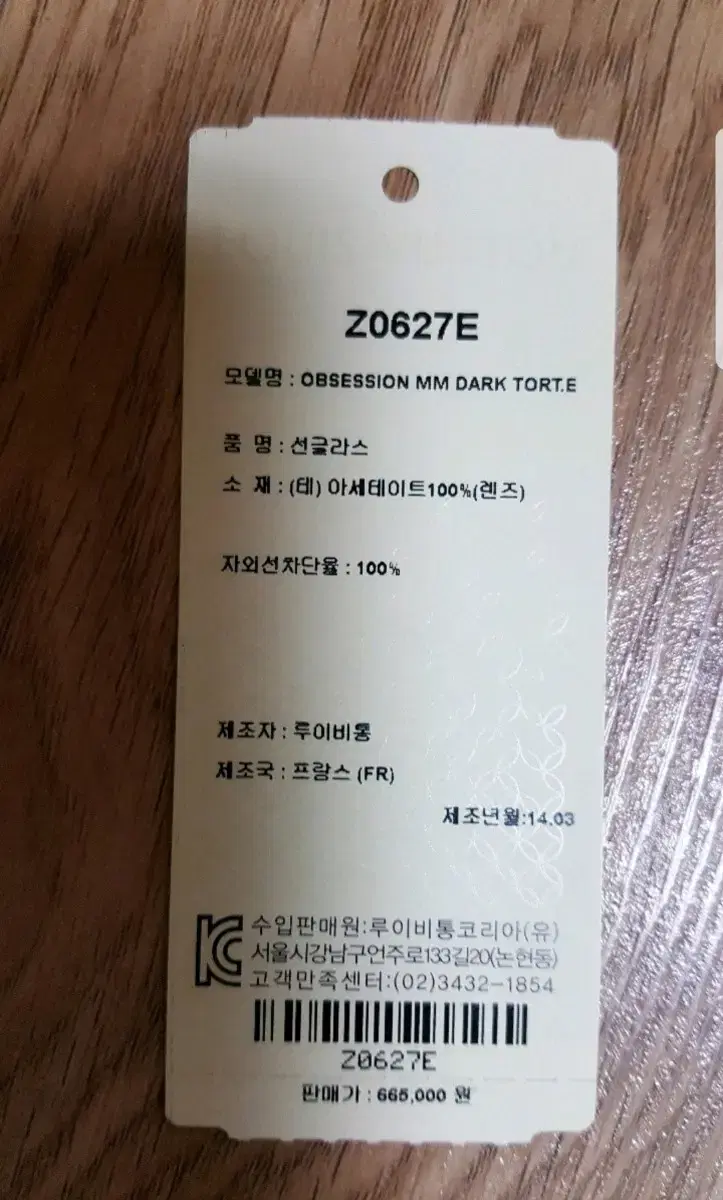 Z0627E
모델명 : OBSESSION MM DARK TORT.E
품 명 : 선글라스
소 재 : (테) 아세테이트100%(렌즈)
자외선차단율 : 100%
제조자 : 루이비통
제조국 : 프랑스 (FR)
제조년월:14.03
수입판매원:루이비통코리아(유)
서울시강남구언주로133길20(논현동)
고객만족센터:(02)3432-1854
Z0627E
판매가 : 665,000 원